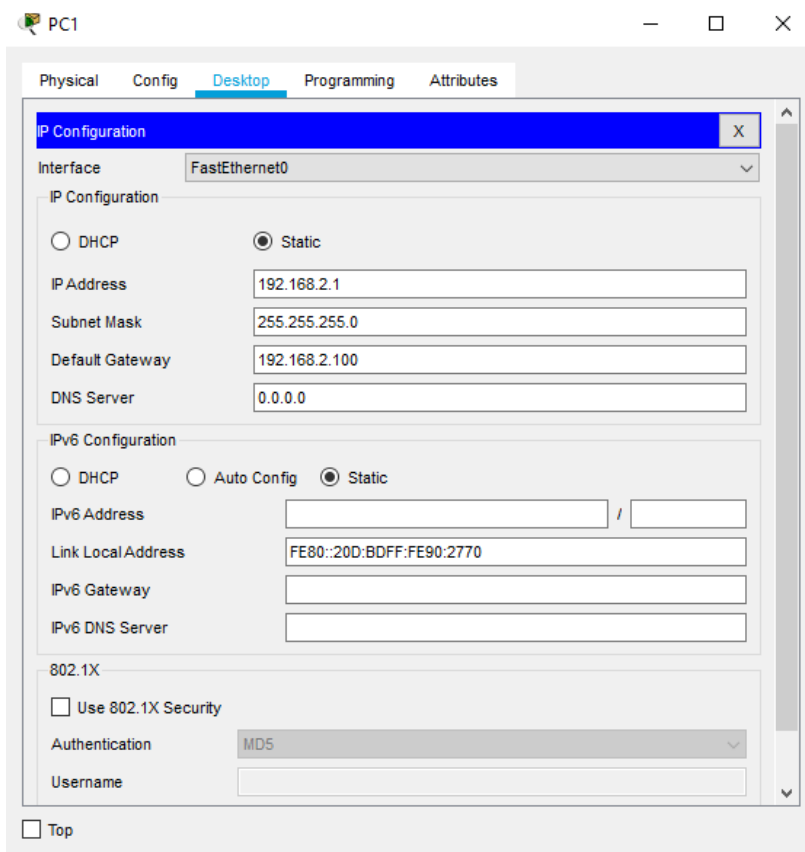 PC1
Physical Config Desktop Programming Attributes
IP Configuration X
Interface FastEthernet0
IP Configuration
DHCP Static
IP Address 192.168.2.1
Subnet Mask 255.255.255.0
Default Gateway 192.168.2.100
DNS Server 0.0.0.0
IPv6 Configuration
DHCP Auto Config Static
IPv6 Address /
Link Local Address FE80::20D:BDFF:FE90:2770
IPv6 Gateway
IPv6 DNS Server
802.1X
Use 802.1X Security
Authentication MD5
Username
Top